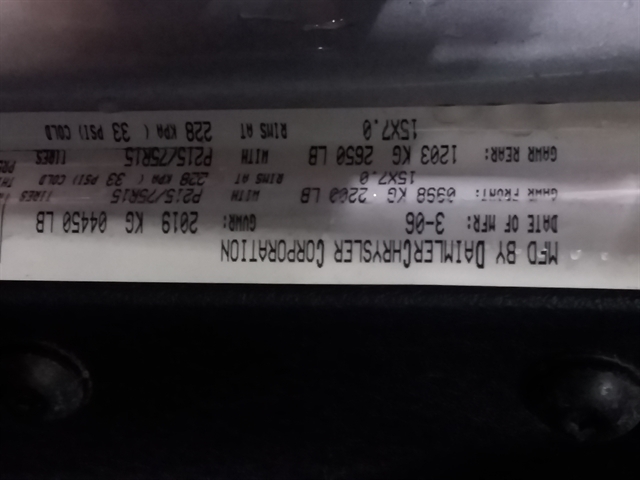 MFD BY DAIMLERCHRYSLER CORPORATION
DATE OF MFR: 3-06 GVWR: 2019 KG 04450 LB
GAWR FRONT: 0998 KG 2200 LB WITH P215/75R15 TIRES
15X7.0 RIMS AT 228 KPA ( 33 PSI) COLD
GAWR REAR: 1203 KG 2650 LB WITH P215/75R15 TIRES
15X7.0 RIMS AT 228 KPA ( 33 PSI) COLD